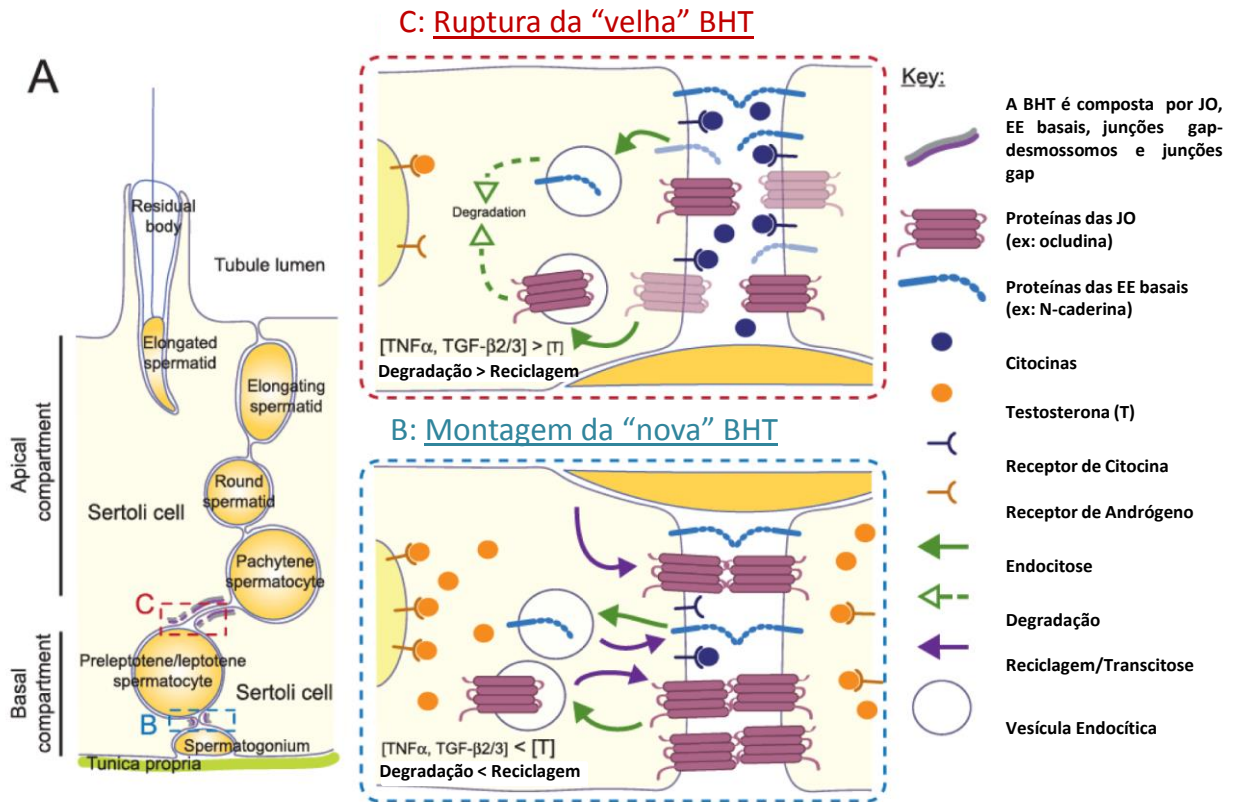 C: Ruptura da “velha” BHT
A
Residual
body
Tubule lumen
Elongated
spermatid
Elongating
spermatid
Apical
compartment
Round
spermatid
Sertoli cell
Pachytene
spermatocyte
C
Basal
compartment
Preleptotene/leptotene
spermatocyte
Sertoli cell
B
Spermatogonium
Tunica propria
Degradation
[TNFα, TGF-β2/3] > [T]
Degradação > Reciclagem
B: Montagem da “nova” BHT
[TNFα, TGF-β2/3] < [T]
Degradação < Reciclagem
Key:
A BHT é composta por JO,
EE basais, junções gap-
desmossomos e junções
gap
Proteínas das JO
(ex: ocludina)
Proteínas das EE basais
(ex: N-caderina)
Citocinas
Testosterona (T)
Receptor de Citocina
Receptor de Andrógeno
Endocitose
Degradação
Reciclagem/Transcitose
Vesícula Endocítica